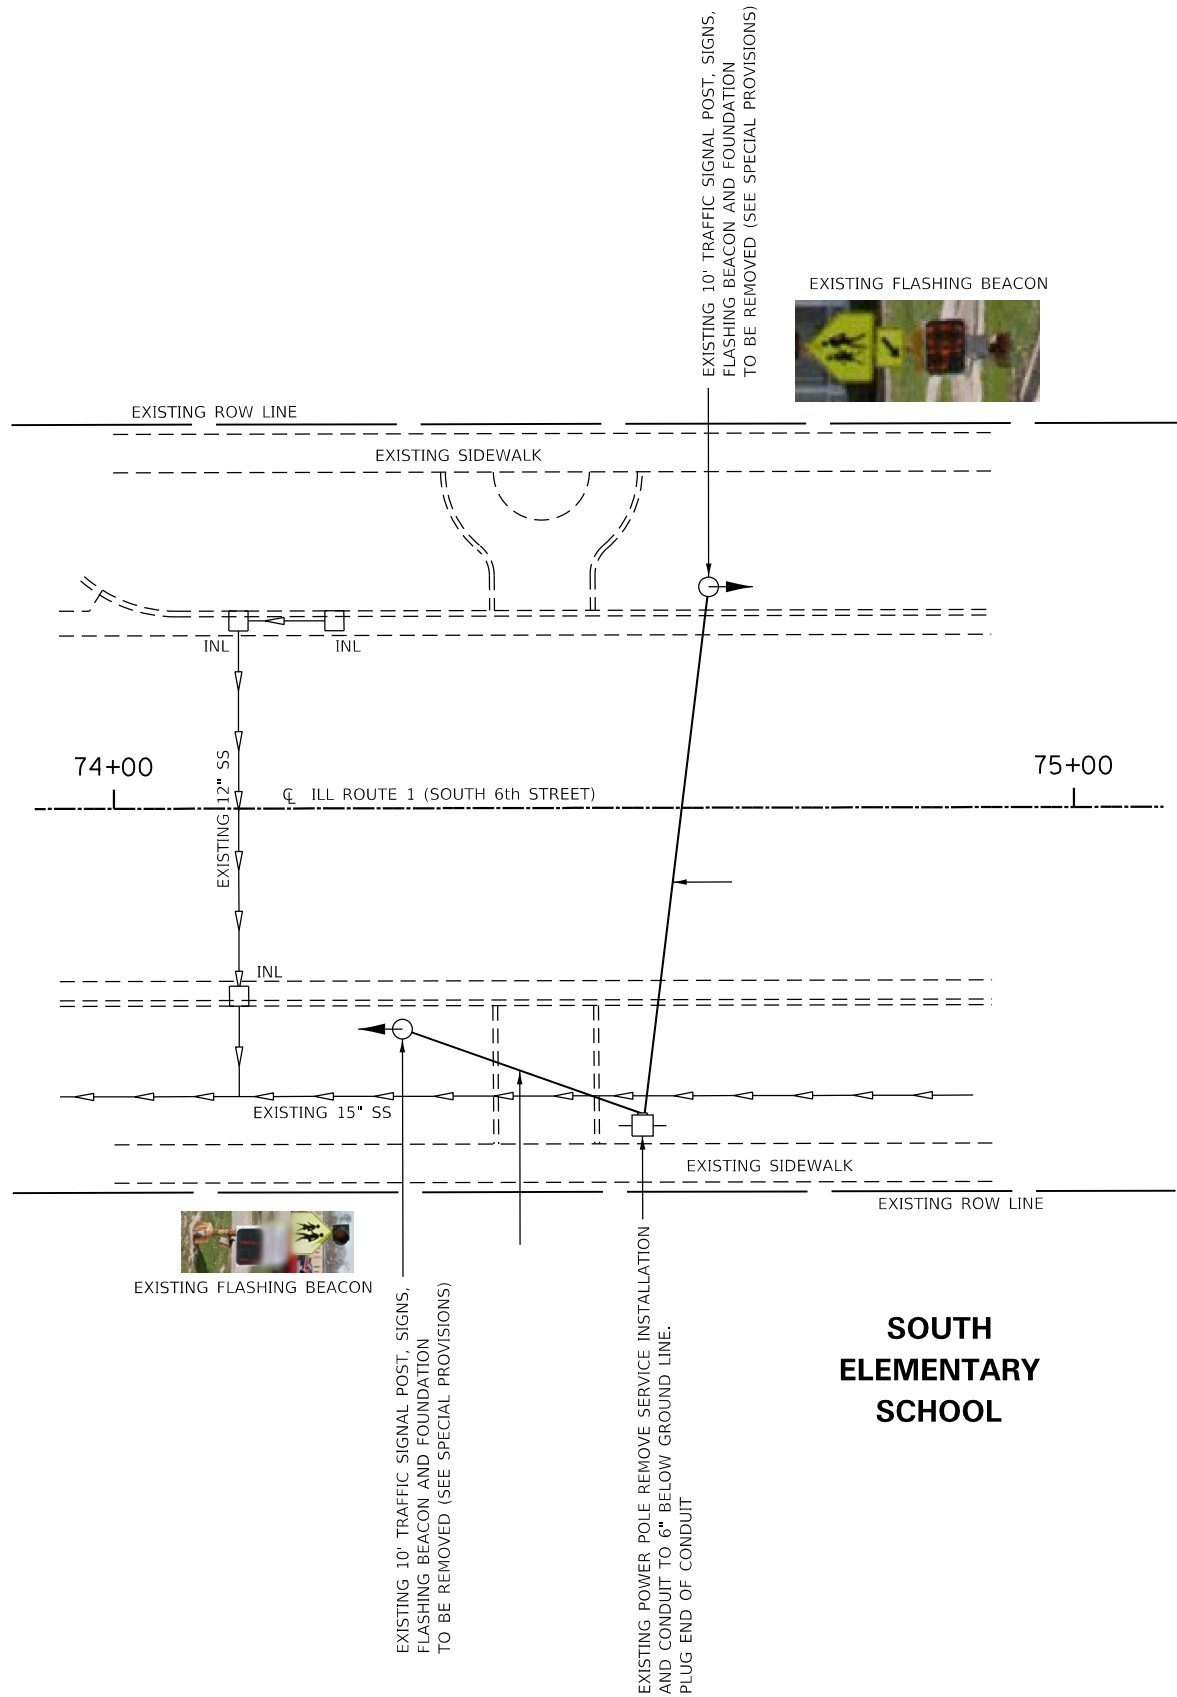 EXISTING 10' TRAFFIC SIGNAL POST, SIGNS,
FLASHING BEACON AND FOUNDATION
TO BE REMOVED (SEE SPECIAL PROVISIONS)
EXISTING FLASHING BEACON
EXISTING ROW LINE
EXISTING SIDEWALK
INL
INL
74+00
75+00
EXISTING 12" SS
℄ ILL ROUTE 1 (SOUTH 6th STREET)
INL
EXISTING 15" SS
EXISTING SIDEWALK
EXISTING ROW LINE
EXISTING FLASHING BEACON
EXISTING 10' TRAFFIC SIGNAL POST, SIGNS,
FLASHING BEACON AND FOUNDATION
TO BE REMOVED (SEE SPECIAL PROVISIONS)
EXISTING POWER POLE REMOVE SERVICE INSTALLATION
AND CONDUIT TO 6" BELOW GROUND LINE.
PLUG END OF CONDUIT
SOUTH
ELEMENTARY
SCHOOL